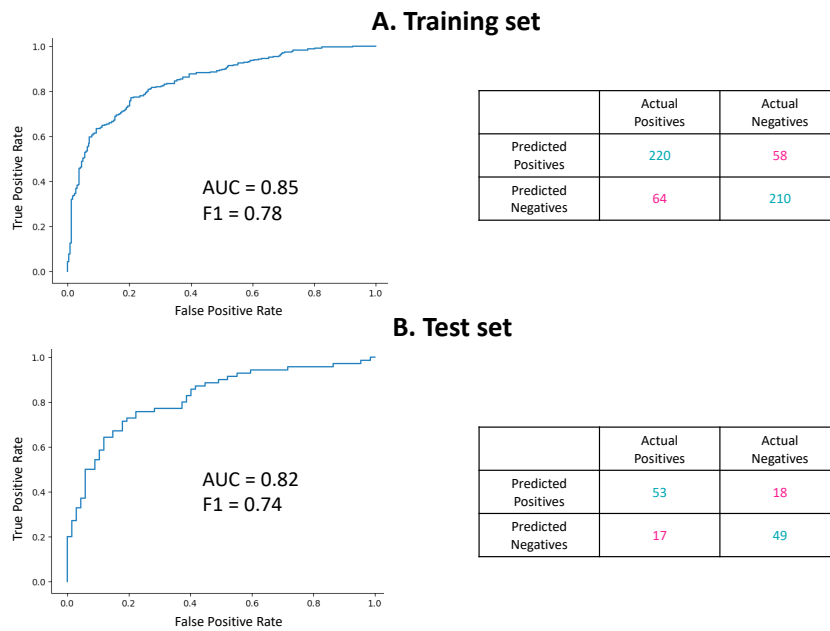 A. Training set
1.0
0.8
0.6
0.4
0.2
0.0
True Positive Rate
AUC = 0.85
F1 = 0.78
0.0 0.2 0.4 0.6 0.8 1.0
False Positive Rate
Actual Positives Actual Negatives
Predicted Positives 220 58
Predicted Negatives 64 210
B. Test set
1.0
0.8
0.6
0.4
0.2
0.0
True Positive Rate
AUC = 0.82
F1 = 0.74
0.0 0.2 0.4 0.6 0.8 1.0
False Positive Rate
Actual Positives Actual Negatives
Predicted Positives 53 18
Predicted Negatives 17 49